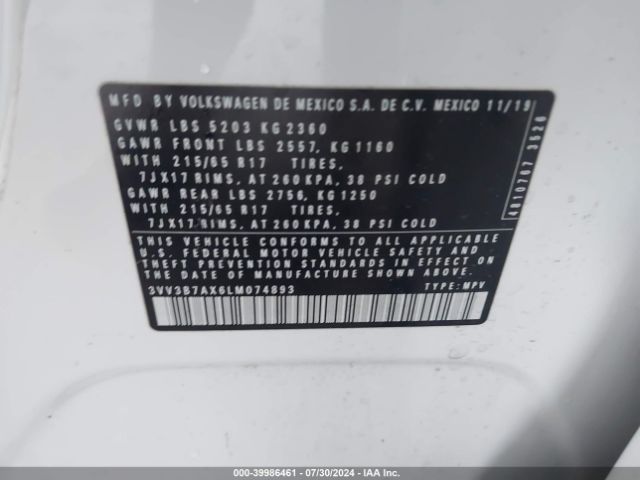 MFD BY VOLKSWAGEN DE MEXICO S.A. DE C.V. MEXICO 11/19
GVWR LBS 5203 KG 2360
GAWR FRONT LBS 2557, KG 1160
WITH 215/65 R17 TIRES,
7JX17 RIMS, AT 260 KPA, 38 PSI COLD
GAWR REAR LBS 2756, KG 1250
WITH 215/65 R17 TIRES,
7JX17 RIMS, AT 260 KPA, 38 PSI COLD
THIS VEHICLE CONFORMS TO ALL APPLICABLE
U.S. FEDERAL MOTOR VEHICLE SAFETY AND
THEFT PREVENTION STANDARDS IN EFFECT ON
THE DATE OF MANUFACTURE SHOWN ABOVE.
3VV3B7AX6LM074893 TYPE: MPV
4810767 3526
000-39986461 - 07/30/2024 - IAA Inc.